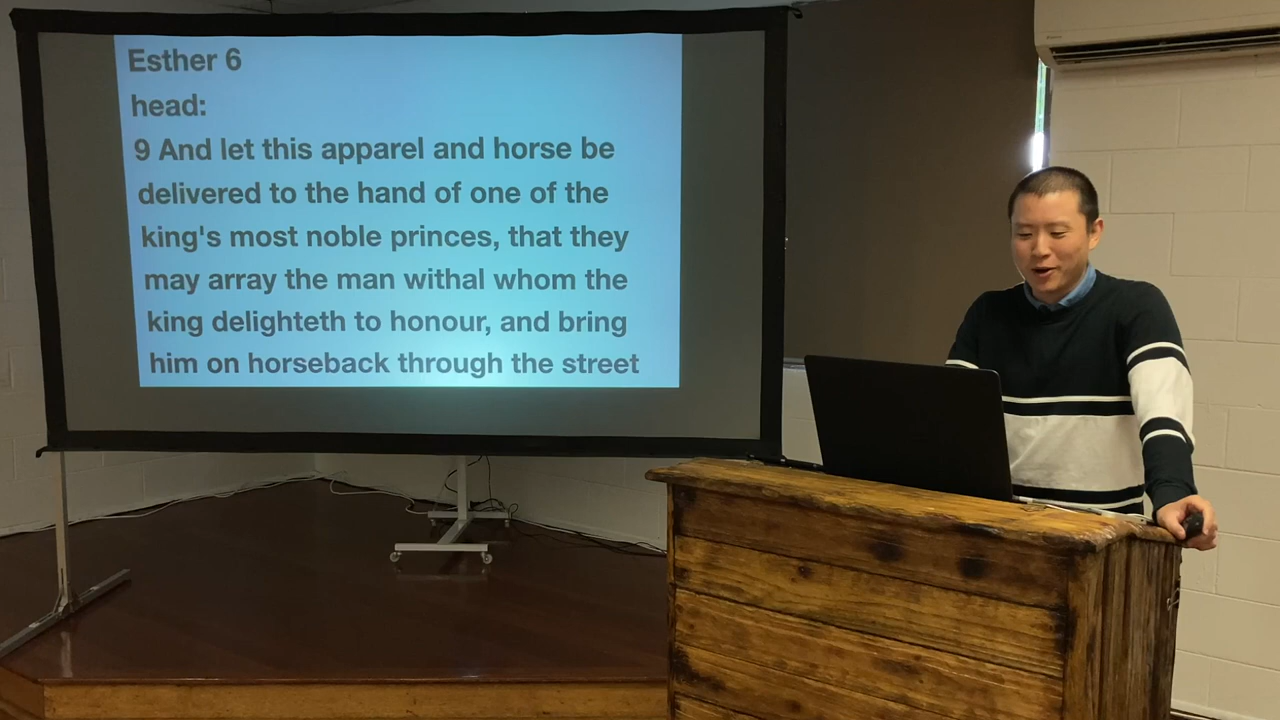 Esther 6
head:
9 And let this apparel and horse be
delivered to the hand of one of the
king's most noble princes, that they
may array the man withal whom the
king delighteth to honour, and bring
him on horseback through the street